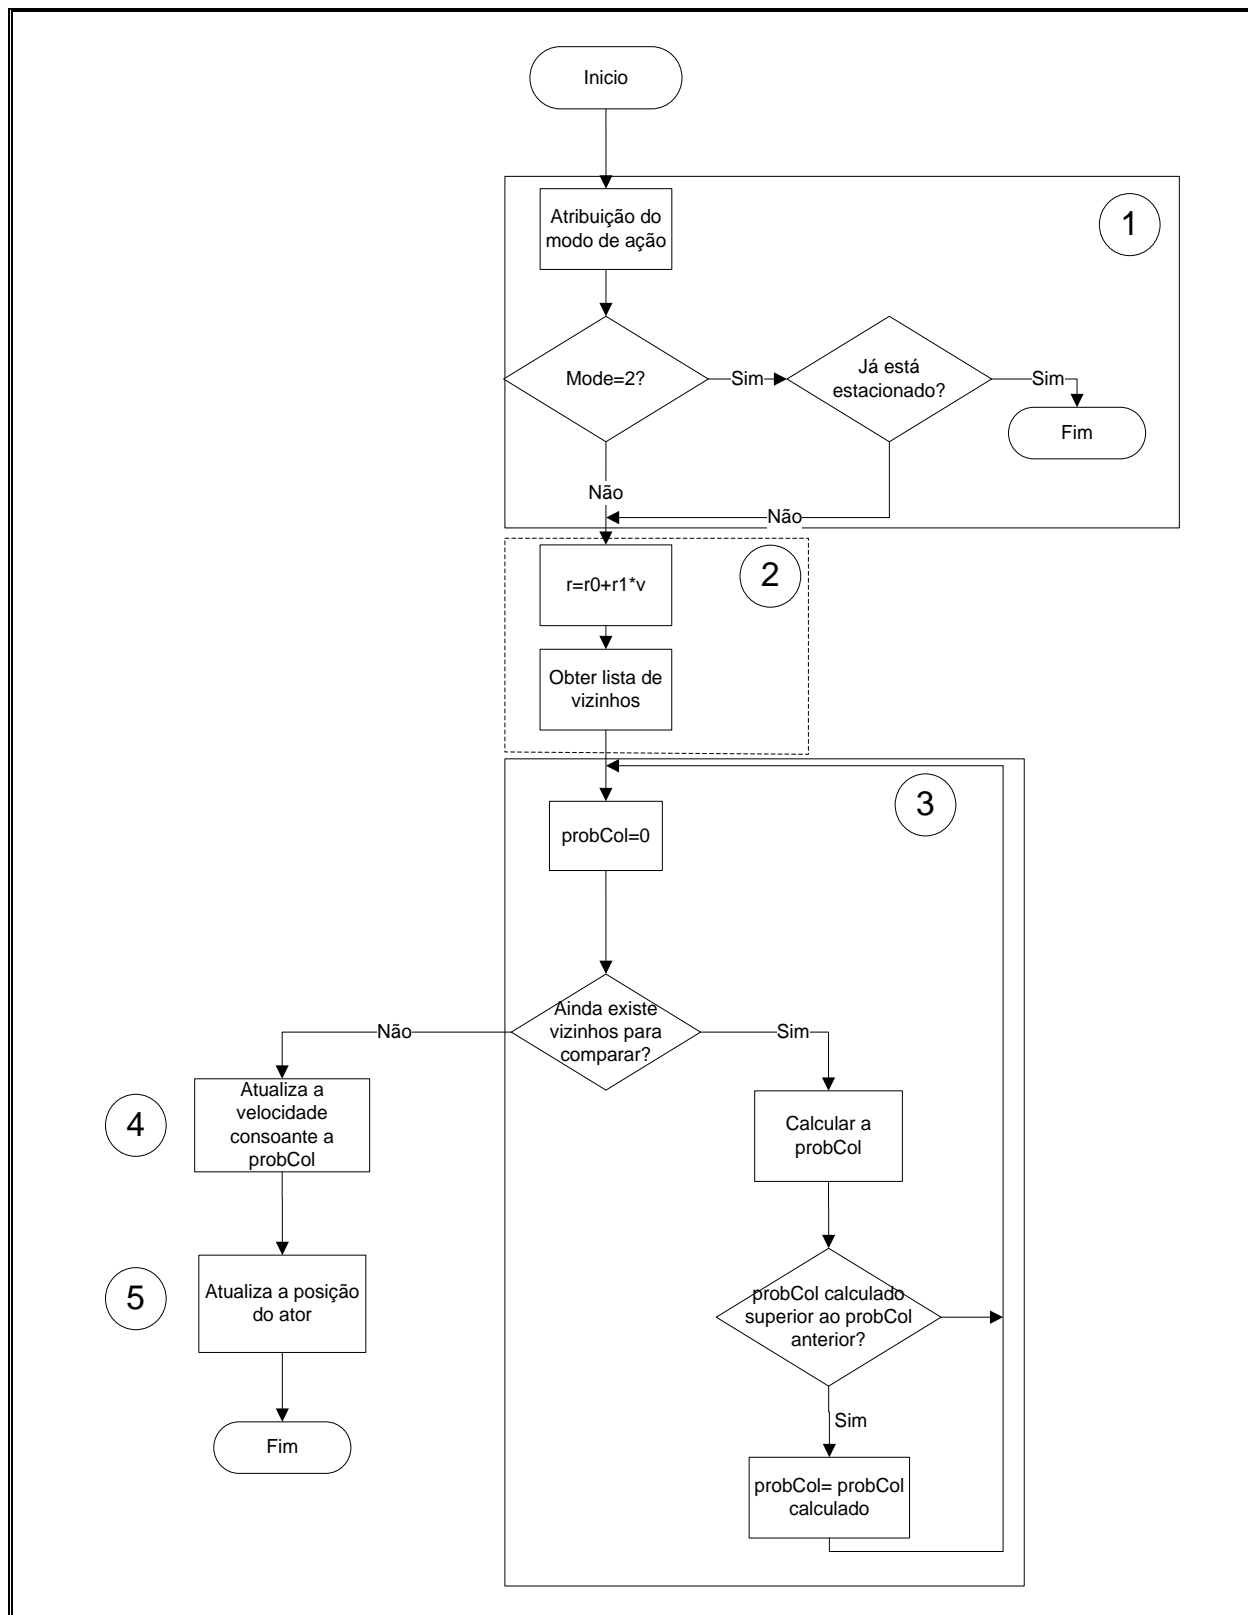 Inicio
Atribuição do
modo de ação
1
Mode=2?
Sim
Já está
estacionado?
Sim
Fim
Não
Não
r=r0+r1*v
2
Obter lista de
vizinhos
3
probCol=0
Ainda existe
vizinhos para
comparar?
Não
Sim
4
Atualiza a
velocidade
consoante a
probCol
Calcular a
probCol
5
Atualiza a posição
do ator
probCol calculado
superior ao probCol
anterior?
Sim
Fim
probCol= probCol
calculado